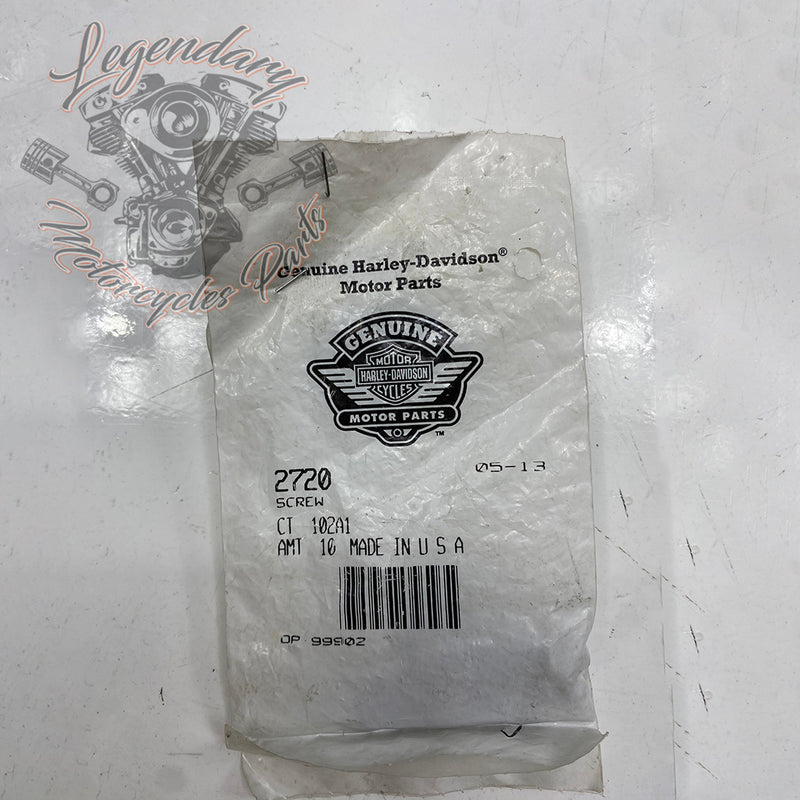 Legendary
Motorcycles Parts
Genuine Harley-Davidson®
Motor Parts
GENUINE
MOTOR
HARLEY-DAVIDSON
CYCLES
MOTOR PARTS
™
2720
05-13
SCREW
CT 102A1
AMT 10 MADE IN U S A
OP 99902